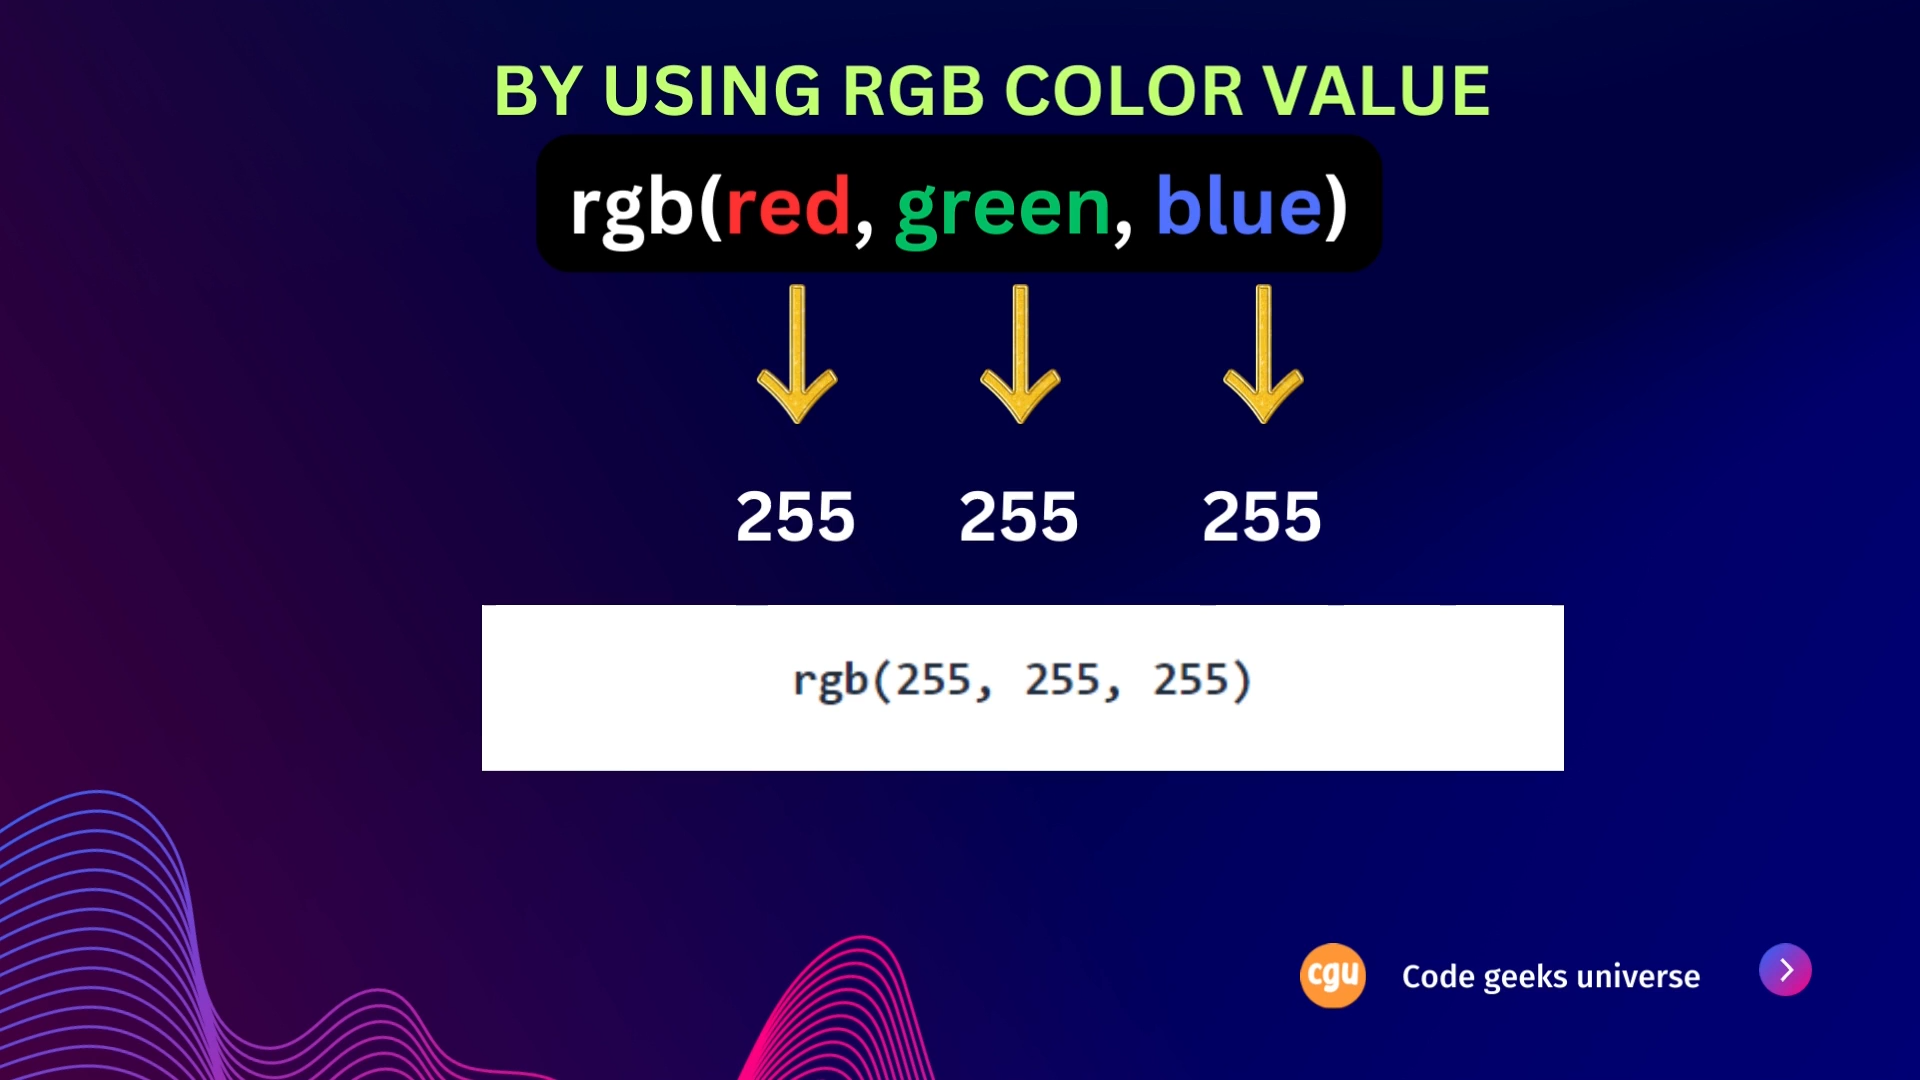 BY USING RGB COLOR VALUE
rgb(red, green, blue)
255 255 255
rgb(255, 255, 255)
cgu Code geeks universe